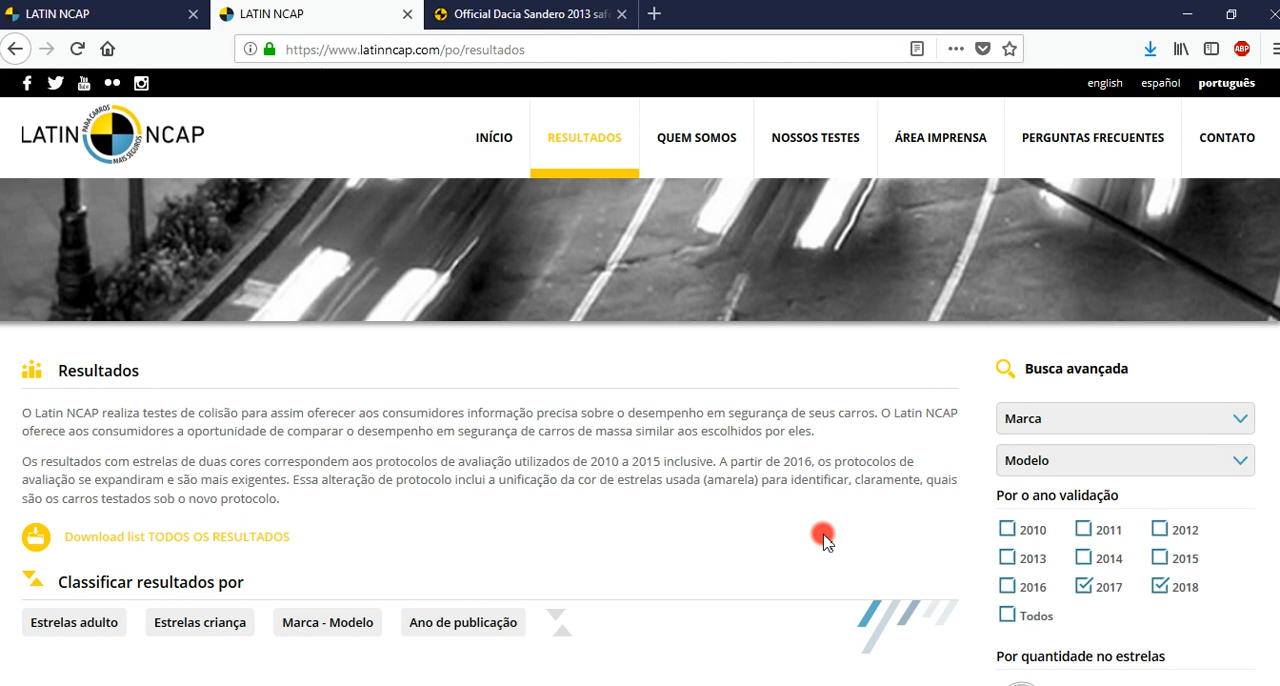 LATIN NCAP
LATIN NCAP
Official Dacia Sandero 2013 saf
https://www.latinncap.com/po/resultados
ABP
english español português
LATIN NCAP
PARA CARROS MAIS SEGUROS
INÍCIO RESULTADOS QUEM SOMOS NOSSOS TESTES ÁREA IMPRENSA PERGUNTAS FRECUENTES CONTATO
Resultados
O Latin NCAP realiza testes de colisão para assim oferecer aos consumidores informação precisa sobre o desempenho em segurança de seus carros. O Latin NCAP
oferece aos consumidores a oportunidade de comparar o desempenho em segurança de carros de massa similar aos escolhidos por eles.
Os resultados com estrelas de duas cores correspondem aos protocolos de avaliação utilizados de 2010 a 2015 inclusive. A partir de 2016, os protocolos de
avaliação se expandiram e são mais exigentes. Essa alteração de protocolo inclui a unificação da cor de estrelas usada (amarela) para identificar, claramente, quais
são os carros testados sob o novo protocolo.
Download list TODOS OS RESULTADOS
Classificar resultados por
Estrelas adulto Estrelas criança Marca - Modelo Ano de publicação
Busca avançada
Marca
Modelo
Por o ano validação
2010 2011 2012
2013 2014 2015
2016 2017 2018
Todos
Por quantidade no estrelas